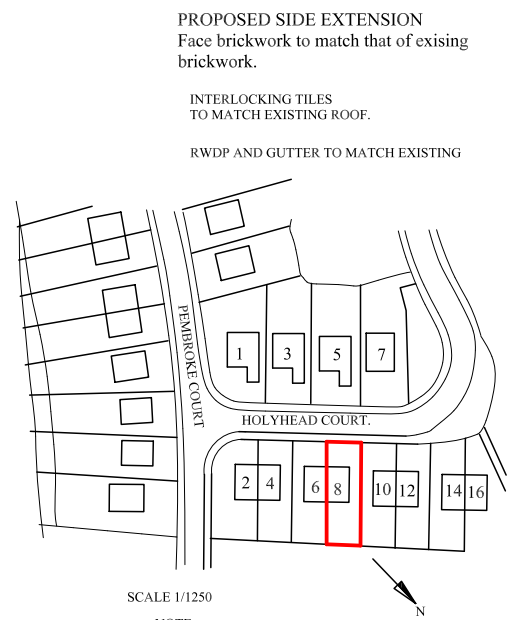 PROPOSED SIDE EXTENSION
Face brickwork to match that of exising
brickwork.
INTERLOCKING TILES
TO MATCH EXISTING ROOF.
RWDP AND GUTTER TO MATCH EXISTING
PEMBROKE COURT
1 3 5 7
HOLYHEAD COURT.
2 4 6 8 10 12 14 16
SCALE 1/1250
N